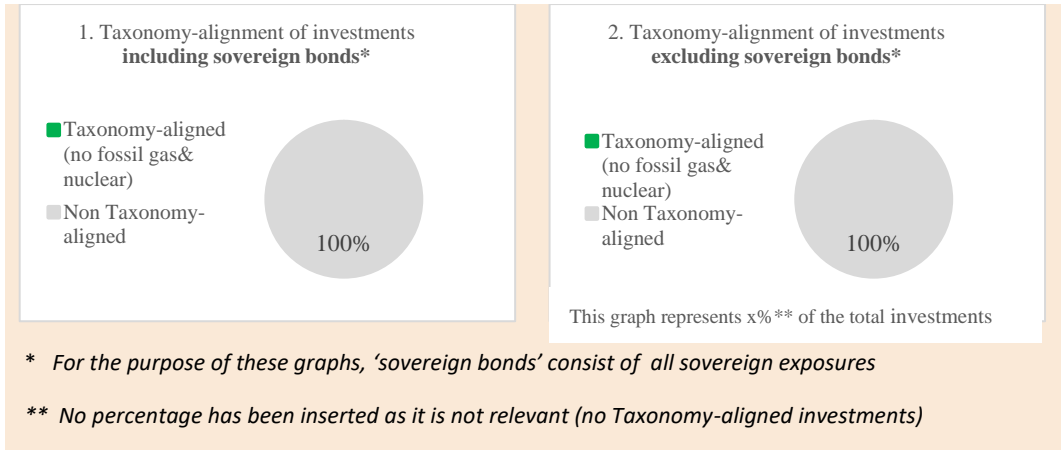 1. Taxonomy-alignment of investments
including sovereign bonds*
Taxonomy-aligned
(no fossil gas&
nuclear)
Non Taxonomy-
aligned
100%
2. Taxonomy-alignment of investments
excluding sovereign bonds*
Taxonomy-aligned
(no fossil gas&
nuclear)
Non Taxonomy-
aligned
100%
This graph represents x%** of the total investments
* For the purpose of these graphs, ‘sovereign bonds’ consist of all sovereign exposures
** No percentage has been inserted as it is not relevant (no Taxonomy-aligned investments)